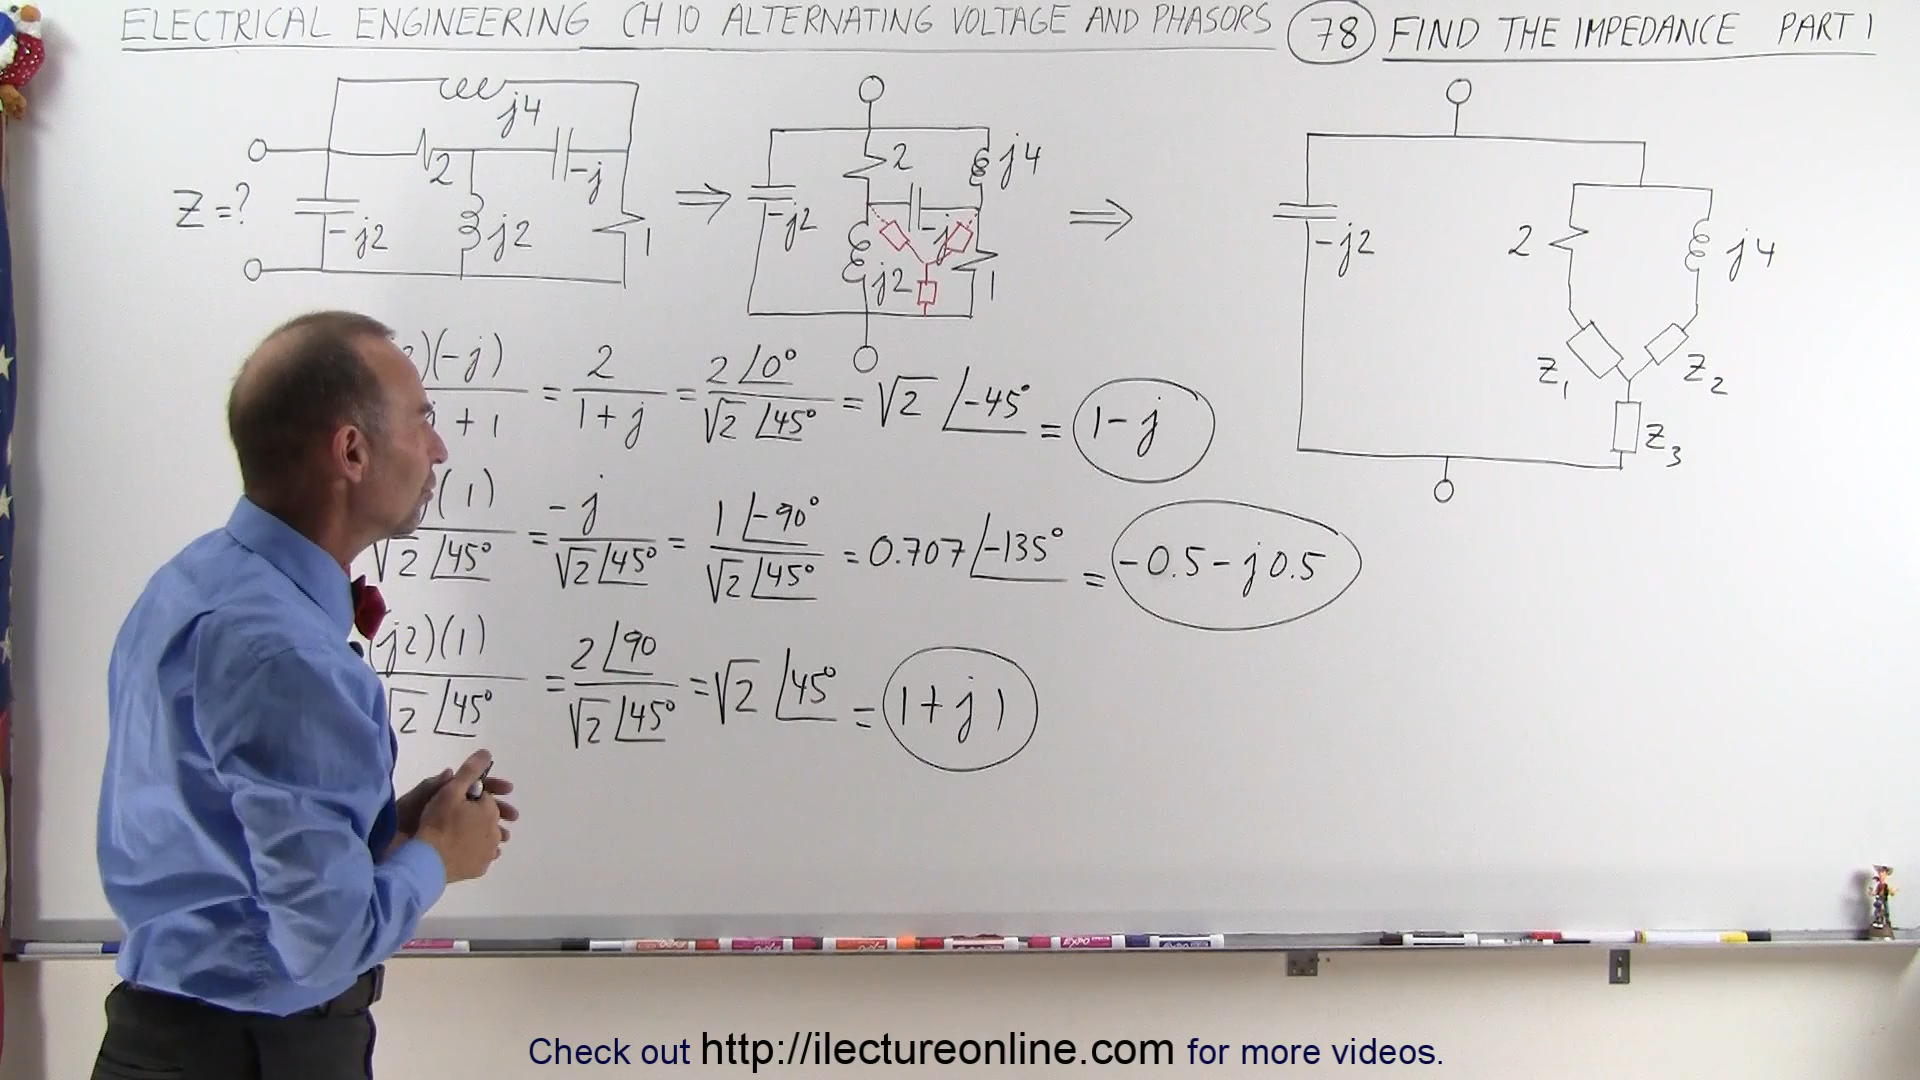 ELECTRICAL ENGINEERING CH 10 ALTERNATING VOLTAGE AND PHASORS 78 FIND THE IMPEDANCE PART 1
j4
2
-j
Z=?
-j2
j2
1
⇒
2
j4
-j2
-j
j2
1
⇒
-j2
2
j4
Z1
Z2
Z3
)(-j) / + 1 = 2 / 1+j = 2∠0° / √2∠45° = √2 ∠-45° = 1-j
(1) / √2∠45° = -j / √2∠45° = 1∠-90° / √2∠45° = 0.707∠-135° = -0.5-j0.5
(j2)(1) / √2∠45° = 2∠90 / √2∠45° = √2 ∠45° = 1+j1
EXPO
Check out http://ilectureonline.com for more videos.